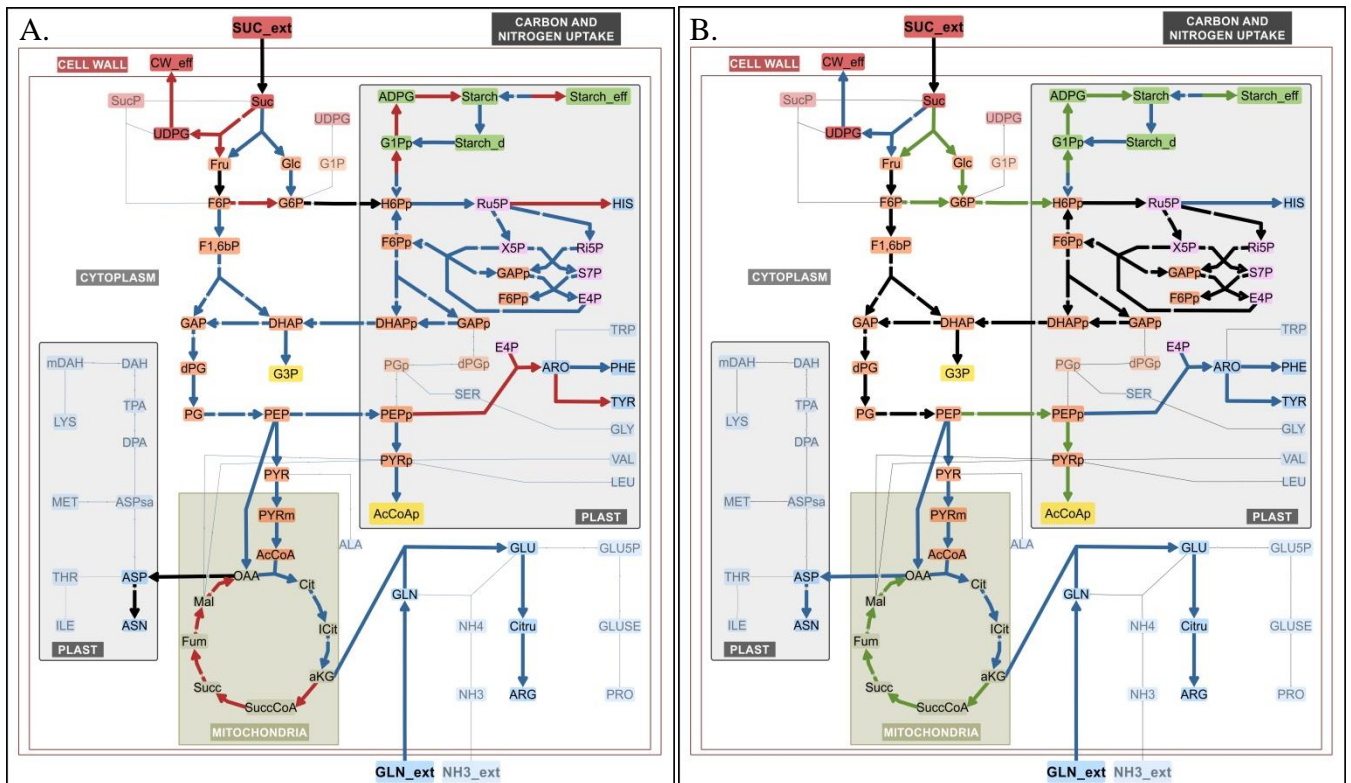 A.
SUC_ext
CARBON AND
NITROGEN UPTAKE
CELL WALL
CW_eff
SucP
Suc
ADPG
Starch
Starch_eff
UDPG
UDPG
G1Pp
Starch_d
Fru
Glc
G1P
F6P
G6P
H6Pp
Ru5P
HIS
F1,6bP
F6Pp
X5P
Ri5P
CYTOPLASM
GAPp
S7P
F6Pp
E4P
GAP
DHAP
DHAPp
GAPp
TRP
mDAH
DAH
dPG
G3P
E4P
PGp
dPGp
ARO
PHE
TPA
SER
TYR
LYS
PG
PEP
PEPp
GLY
DPA
PYR
PYRp
VAL
LEU
MET
ASPsa
PYRm
AcCoAp
PLAST
AcCoA
ALA
GLU
GLU5P
THR
ASP
OAA
Cit
GLN
Mal
ILE
ASN
ICit
NH4
Citru
GLUSE
PLAST
Fum
aKG
Succ
NH3
ARG
PRO
SuccCoA
MITOCHONDRIA
GLN_ext
NH3_ext
B.
SUC_ext
CARBON AND
NITROGEN UPTAKE
CELL WALL
CW_eff
SucP
Suc
ADPG
Starch
Starch_eff
UDPG
UDPG
G1Pp
Starch_d
Fru
Glc
G1P
F6P
G6P
H6Pp
Ru5P
HIS
F1,6bP
F6Pp
X5P
Ri5P
CYTOPLASM
GAPp
S7P
F6Pp
E4P
GAP
DHAP
DHAPp
GAPp
TRP
mDAH
DAH
dPG
G3P
E4P
PGp
dPGp
ARO
PHE
TPA
SER
TYR
LYS
PG
PEP
PEPp
GLY
DPA
PYR
PYRp
VAL
LEU
MET
ASPsa
PYRm
AcCoAp
PLAST
AcCoA
ALA
GLU
GLU5P
THR
ASP
OAA
Cit
GLN
Mal
ILE
ASN
ICit
NH4
Citru
GLUSE
PLAST
Fum
aKG
Succ
NH3
ARG
PRO
SuccCoA
MITOCHONDRIA
GLN_ext
NH3_ext